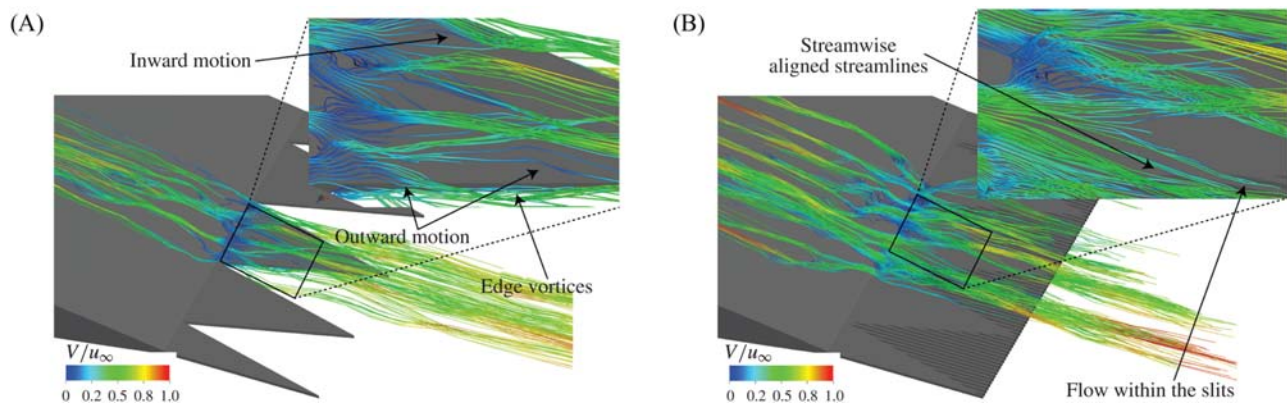 (A)
Inward motion
Outward motion
Edge vortices
V/u∞
0 0.2 0.5 0.8 1.0
(B)
Streamwise
aligned streamlines
Flow within the slits
V/u∞
0 0.2 0.5 0.8 1.0